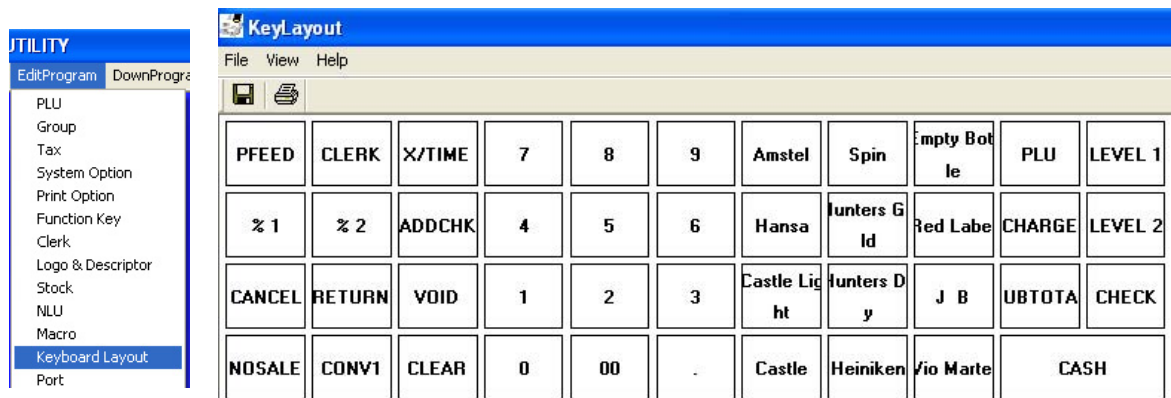 UTILITY
EditProgram DownProgra
PLU
Group
Tax
System Option
Print Option
Function Key
Clerk
Logo & Descriptor
Stock
NLU
Macro
Keyboard Layout
Port
KeyLayout
File View Help
PFEED CLERK X/TIME 7 8 9 Amstel Spin Empty Bot PLU LEVEL 1
le
% 1 % 2 ADDCHK 4 5 6 Hansa Hunters G Red Labe CHARGE LEVEL 2
ld
CANCEL RETURN VOID 1 2 3 Castle Lig Hunters D J B UBTOTA CHECK
ht y
NOSALE CONV1 CLEAR 0 00 . Castle Heiniken Vio Marte CASH